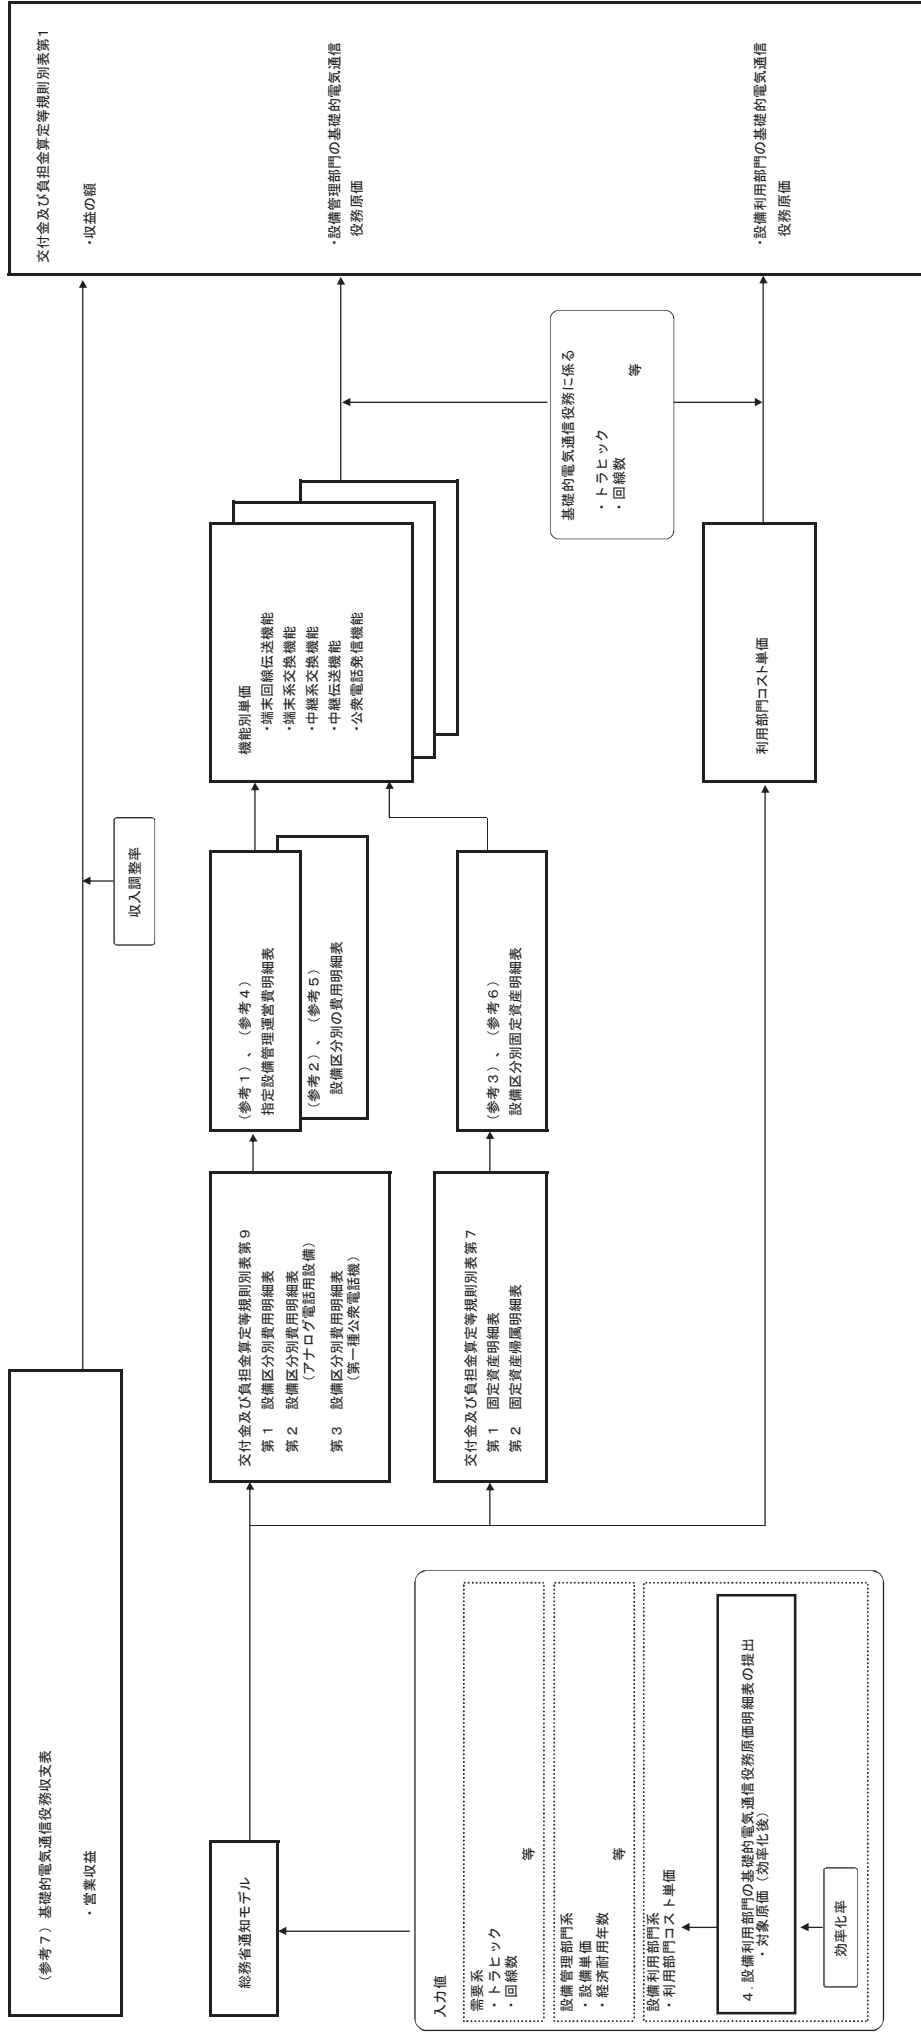 （参考７）基礎的電気通信役務収支表
・営業収益
収入調整率
交付金及び負担金算定等規則別表第1
・収益の額
・設備管理部門の基礎的電気通信
役務原価
・設備利用部門の基礎的電気通信
役務原価
総務省通知モデル
交付金及び負担金算定等規則別表第９
第１　設備区分別費用明細表
第２　設備区分別費用明細表
（アナログ電話用設備）
第３　設備区分別費用明細表
（第一種公衆電話機）
（参考１）、（参考４）
指定設備管理運営費明細表
（参考２）、（参考５）
設備区分別の費用明細表
機能別単価
・端末回線伝送機能
・端末系交換機能
・中継系交換機能
・中継伝送機能
・公衆電話発信機能
交付金及び負担金算定等規則別表第７
第１　固定資産明細表
第２　固定資産帰属明細表
（参考３）、（参考６）
設備区分別固定資産明細表
基礎的電気通信役務に係る
・トラヒック
・回線数
等
利用部門コスト単価
入力値
需要系
・トラヒック
・回線数
等
設備管理部門系
・設備単価
・経済耐用年数
等
設備利用部門系
・利用部門コスト単価
４．設備利用部門の基礎的電気通信役務原価明細表の提出
・対象原価（効率化後）
効率化率